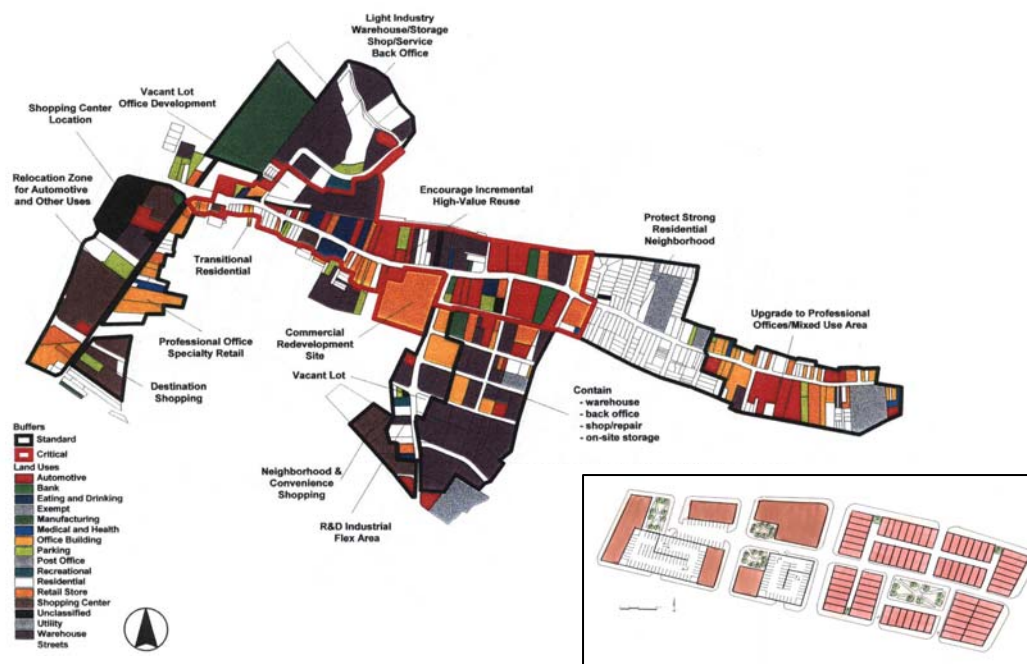 Light Industry
Warehouse/Storage
Shop/Service
Back Office
Vacant Lot
Office Development
Shopping Center
Location
Relocation Zone
for Automotive
and Other Uses
Encourage Incremental
High-Value Reuse
Protect Strong
Residential
Neighborhood
Transitional
Residential
Upgrade to Professional
Offices/Mixed Use Area
Commercial
Redevelopment
Site
Professional Office
Specialty Retail
Vacant Lot
Destination
Shopping
Contain
- warehouse
- back office
- shop/repair
- on-site storage
Neighborhood &
Convenience
Shopping
R&D Industrial
Flex Area
Buffers
Standard
Critical
Land Uses
Automotive
Bank
Eating and Drinking
Exempt
Manufacturing
Medical and Health
Office Building
Parking
Post Office
Recreational
Residential
Retail Store
Shopping Center
Unclassified
Utility
Warehouse
Streets